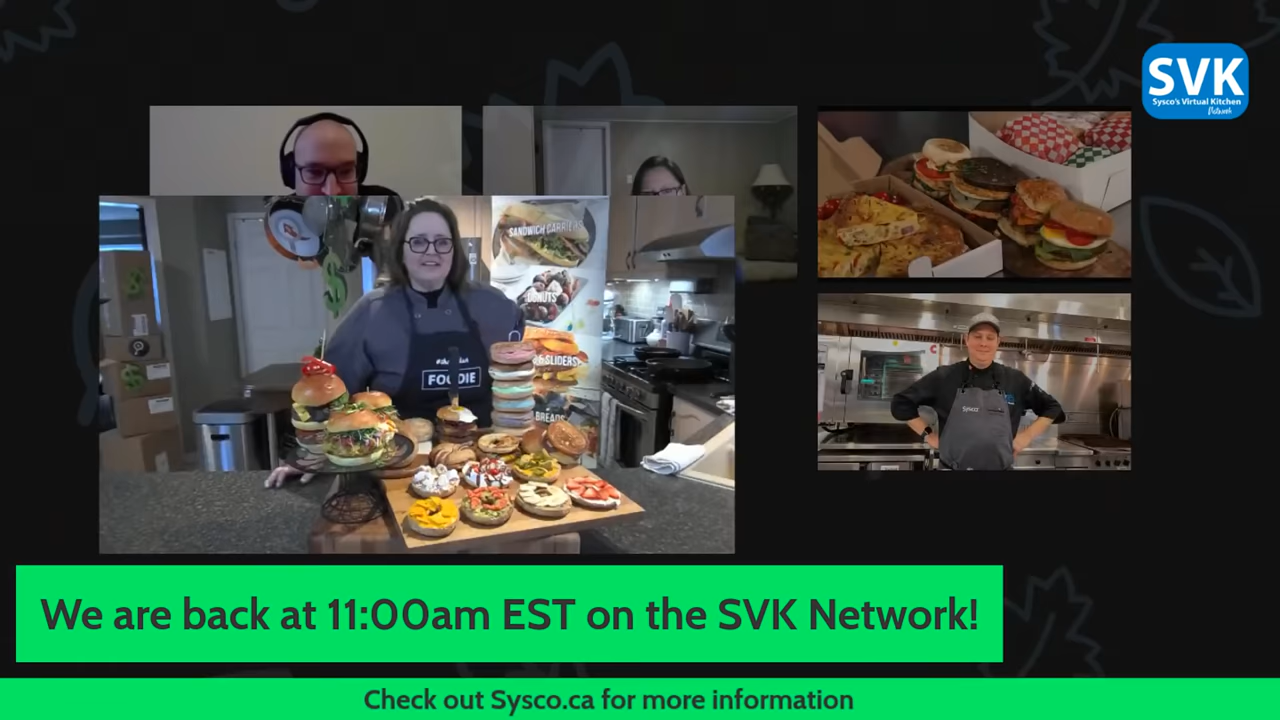 SVK
Sysco's Virtual Kitchen
Network
SANDWICH CARRIERS
DONUTS
& SLIDERS
BREADS
FOODIE
Sysco
We are back at 11:00am EST on the SVK Network!
Check out Sysco.ca for more information